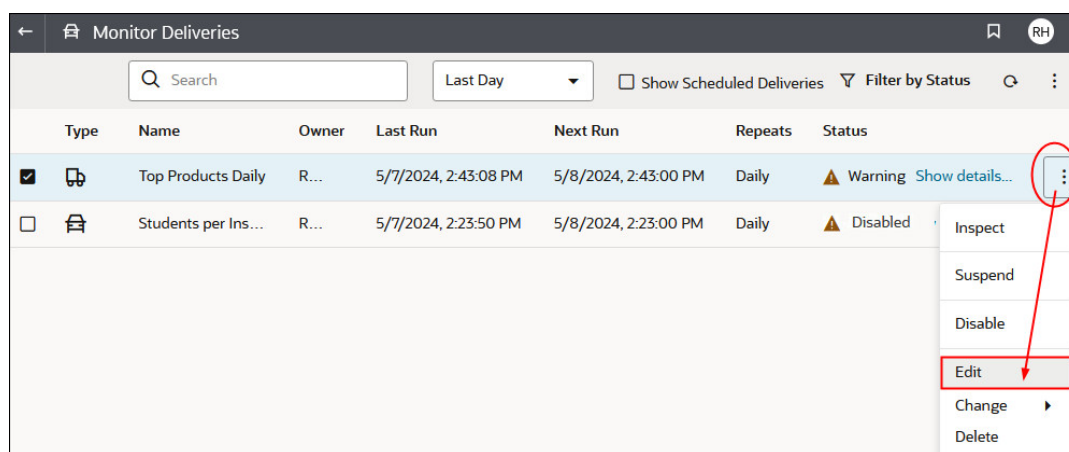 Monitor Deliveries RH
Search Last Day Show Scheduled Deliveries Filter by Status
Type Name Owner Last Run Next Run Repeats Status
Top Products Daily R... 5/7/2024, 2:43:08 PM 5/8/2024, 2:43:00 PM Daily Warning Show details...
Students per Ins... R... 5/7/2024, 2:23:50 PM 5/8/2024, 2:23:00 PM Daily Disabled
Inspect
Suspend
Disable
Edit
Change
Delete